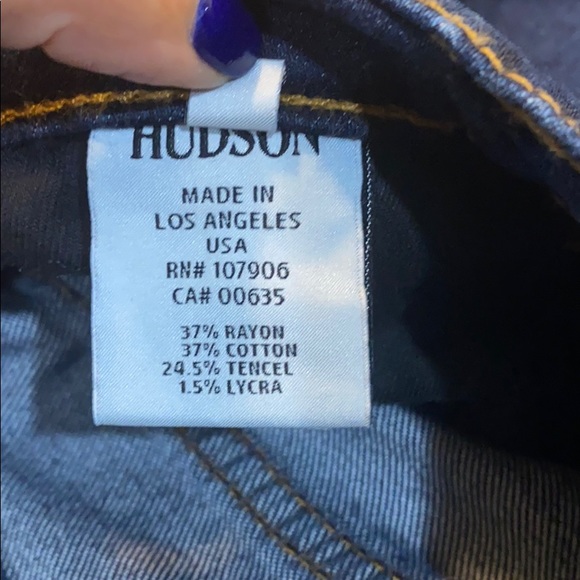 HUDSON
MADE IN
LOS ANGELES
USA
RN# 107906
CA# 00635
37% RAYON
37% COTTON
24.5% TENCEL
1.5% LYCRA